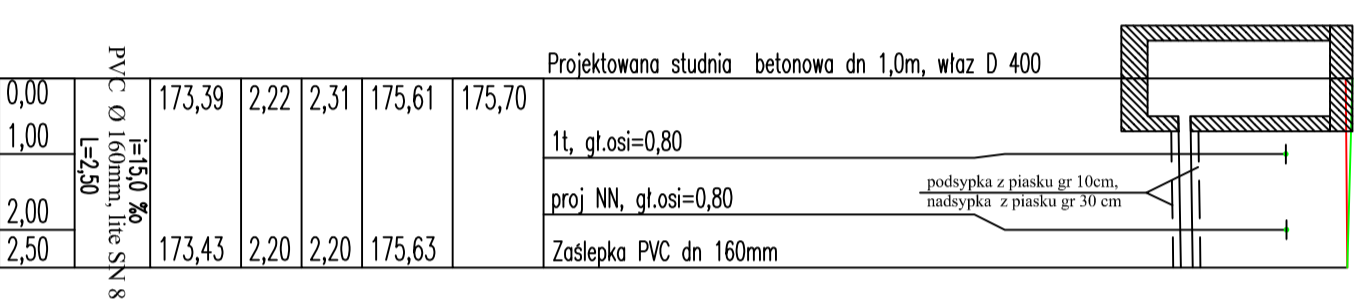 Projektowana studnia betonowa dn 1,0m, właz D 400
0,00
173,39 2,22 2,31 175,61 175,70
1,00
1t, gł.osi=0,80
podsypka z piasku gr 10cm,
nadsypka z piasku gr 30 cm
proj NN, gł.osi=0,80
2,00
2,50
173,43 2,20 2,20 175,63
Zaślepka PVC dn 160mm
L=2,50
PVC Ø 160mm, lite SN 8
i=15,0 ‰